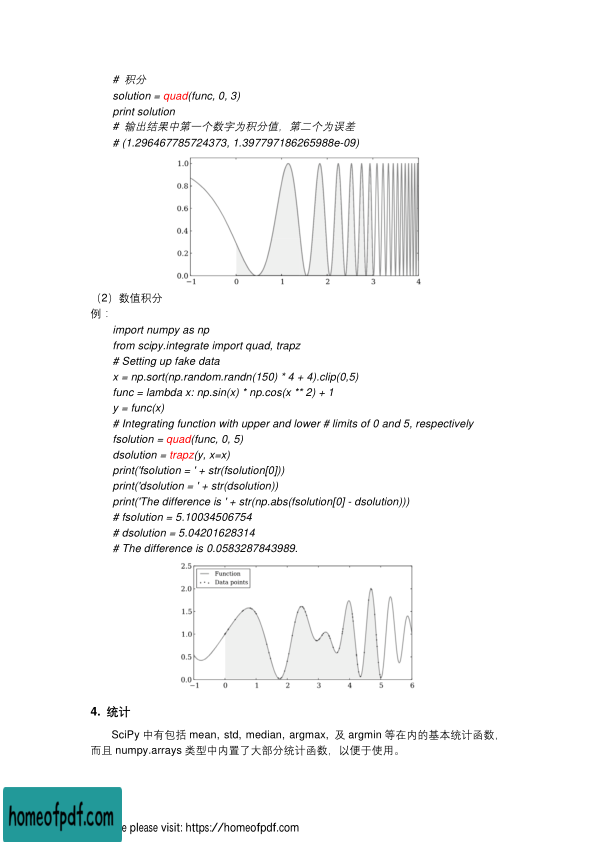 # 积分
solution = quad(func, 0, 3)
print solution
# 输出结果中第一个数字为积分值，第二个为误差
# (1.296467785724373, 1.397797186265988e-09)
1.0
0.8
0.6
0.4
0.2
0.0
−1 0 1 2 3 4
（2）数值积分
例：
import numpy as np
from scipy.integrate import quad, trapz
# Setting up fake data
x = np.sort(np.random.randn(150) * 4 + 4).clip(0,5)
func = lambda x: np.sin(x) * np.cos(x ** 2) + 1
y = func(x)
# Integrating function with upper and lower # limits of 0 and 5, respectively
fsolution = quad(func, 0, 5)
dsolution = trapz(y, x=x)
print('fsolution = ' + str(fsolution[0]))
print('dsolution = ' + str(dsolution))
print('The difference is ' + str(np.abs(fsolution[0] - dsolution)))
# fsolution = 5.10034506754
# dsolution = 5.04201628314
# The difference is 0.0583287843989.
2.5
Function
Data points
2.0
1.5
1.0
0.5
0.0
−1 0 1 2 3 4 5 6
4. 统计
SciPy 中有包括 mean, std, median, argmax, 及 argmin 等在内的基本统计函数，
而且 numpy.arrays 类型中内置了大部分统计函数，以便于使用。
homeofpdf.com
e please visit: https://homeofpdf.com